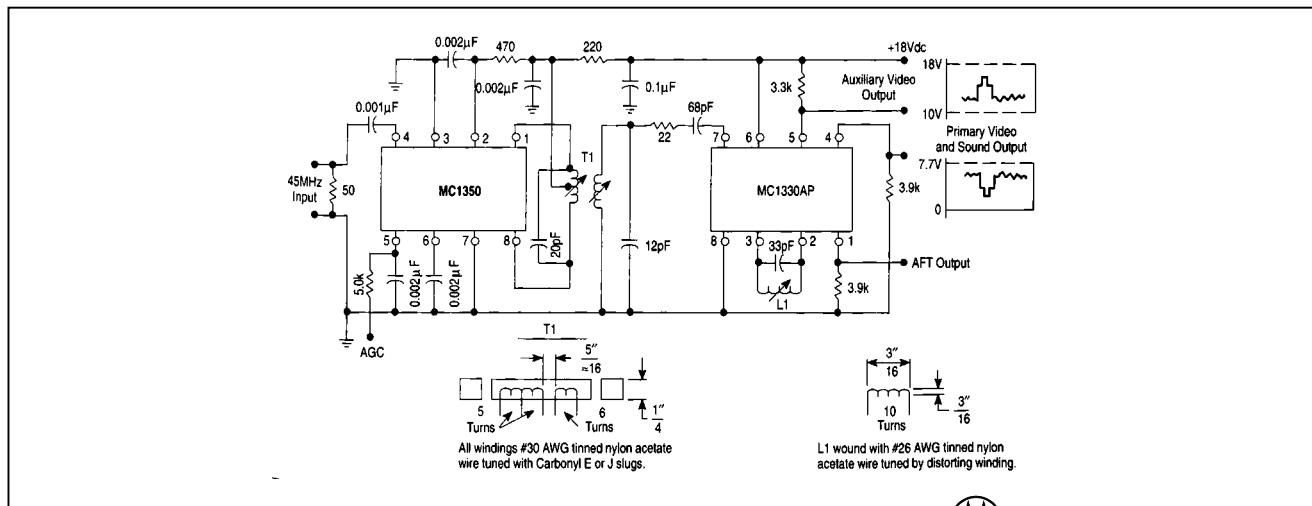 0.002µF 470 220 +18Vdc
18V
0.002µF 0.1µF 3.3k Auxiliary Video
Output
10V
0.001µF 68pF
22
4 3 2 1 T1 7 6 5 4 Primary Video
and Sound Output
7.7V
45MHz
Input
50 MC1350 MC1330AP 3.9k
0
5 6 7 8 20pF 12pF 8 3 33pF 2 1
5.0k 0.002µF 0.002µF L1 3.9k AFT Output
AGC
T1
5″
≈16
5
Turns
6
Turns
1″
4
All windings #30 AWG tinned nylon acetate
wire tuned with Carbonyl E or J slugs.
3″
16
10
Turns
3″
16
L1 wound with #26 AWG tinned nylon
acetate wire tuned by distorting winding.